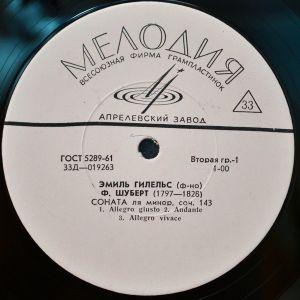 МЕЛОДИЯ
ВСЕСОЮЗНАЯ ФИРМА ГРАМПЛАСТИНОК
33
АПРЕЛЕВСКИЙ ЗАВОД
ГОСТ 5289-61
Вторая гр.-1
33Д—019263
1-00
ЭМИЛЬ ГИЛЕЛЬС (ф-но)
Ф. ШУБЕРТ (1797—1828)
СОНАТА ля минор, соч. 143
1. Allegro giusto 2. Andante
3. Allegro vivace